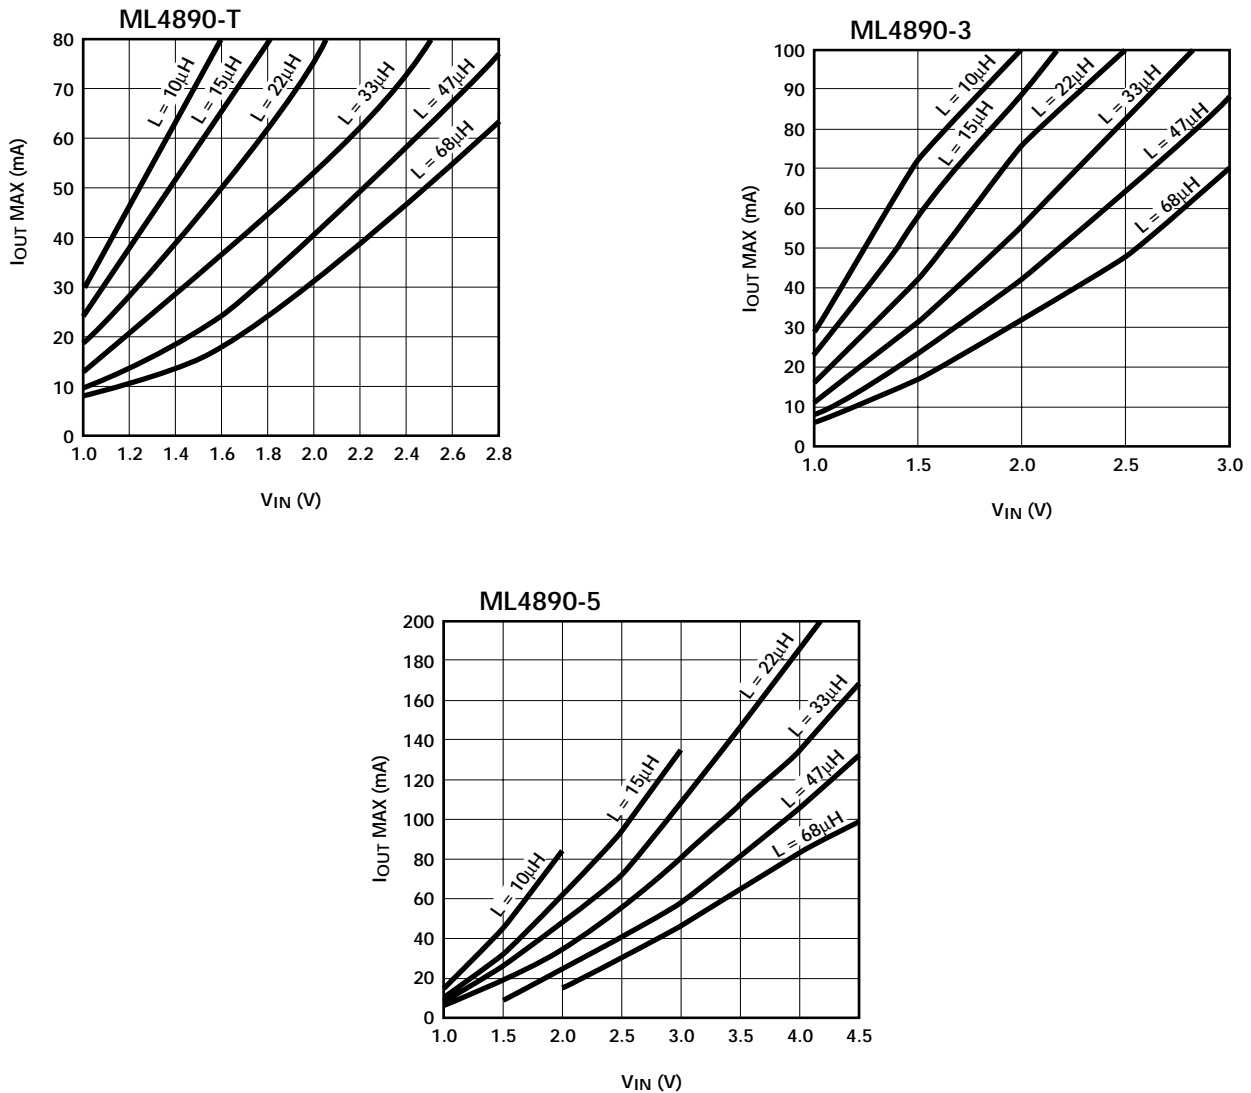 ML4890-T
80
70
60
50
40
30
20
10
0
IOUT MAX (mA)
L = 10μH
L = 15μH
L = 22μH
L = 33μH
L = 47μH
L = 68μH
1.0 1.2 1.4 1.6 1.8 2.0 2.2 2.4 2.6 2.8
VIN (V)
ML4890-3
100
90
80
70
60
50
40
30
20
10
0
IOUT MAX (mA)
L = 10μH
L = 15μH
L = 22μH
L = 33μH
L = 47μH
L = 68μH
1.0 1.5 2.0 2.5 3.0
VIN (V)
ML4890-5
200
180
160
140
120
100
80
60
40
20
0
IOUT MAX (mA)
L = 10μH
L = 15μH
L = 22μH
L = 33μH
L = 47μH
L = 68μH
1.0 1.5 2.0 2.5 3.0 3.5 4.0 4.5
VIN (V)